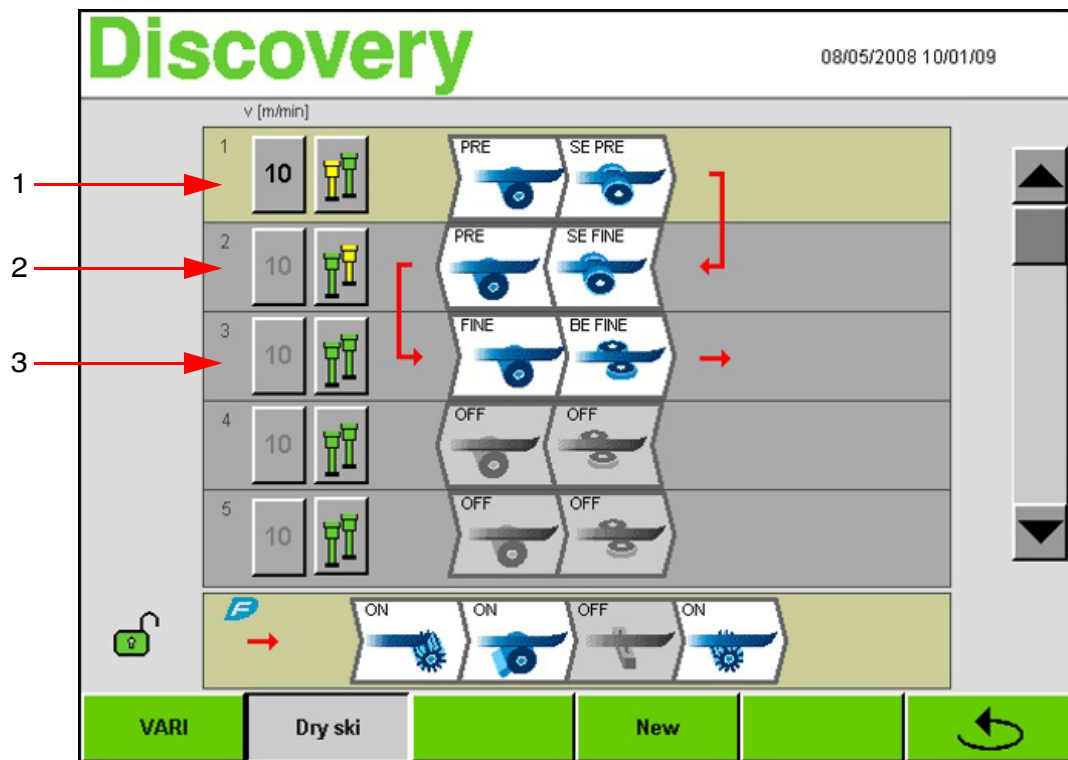 Discovery
08/05/2008 10/01/09
v [m/min]
1
1
10
PRE
SE PRE
2
2
10
PRE
SE FINE
3
3
10
FINE
BE FINE
4
10
OFF
OFF
5
10
OFF
OFF
F
ON
ON
OFF
ON
VARI
Dry ski
New